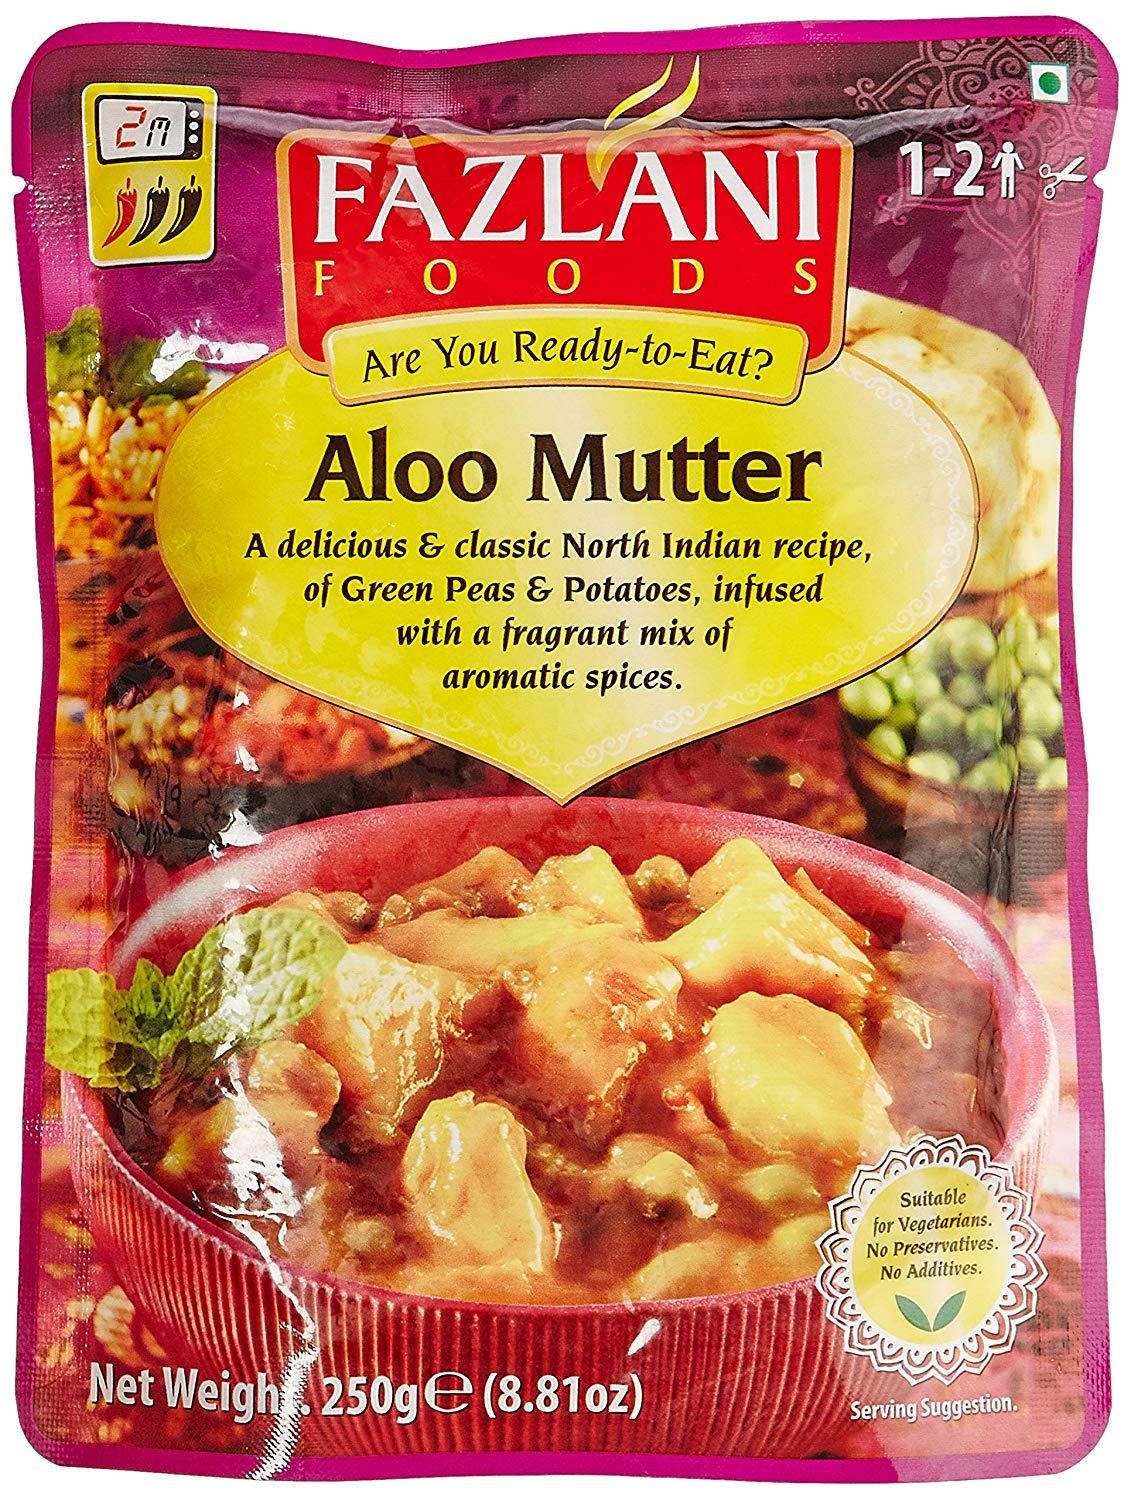 2m
FAZLANI
FOODS
1-2
Are You Ready-to-Eat?
Aloo Mutter
A delicious & classic North Indian recipe,
of Green Peas & Potatoes, infused
with a fragrant mix of
aromatic spices.
Suitable
for Vegetarians.
No Preservatives.
No Additives.
Net Weight. 250g℮ (8.81oz)
Serving Suggestion.